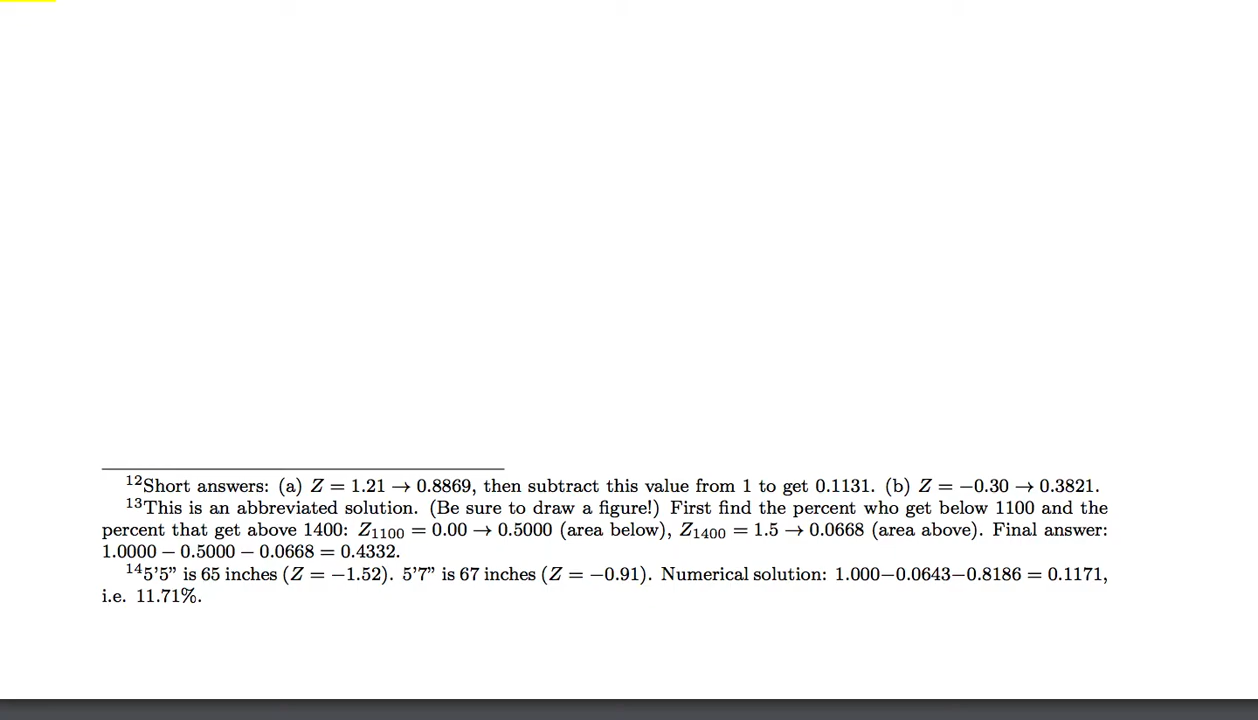 12Short answers: (a) Z = 1.21 → 0.8869, then subtract this value from 1 to get 0.1131. (b) Z = −0.30 → 0.3821.
13This is an abbreviated solution. (Be sure to draw a figure!) First find the percent who get below 1100 and the
percent that get above 1400: Z1100 = 0.00 → 0.5000 (area below), Z1400 = 1.5 → 0.0668 (area above). Final answer:
1.0000 − 0.5000 − 0.0668 = 0.4332.
145’5” is 65 inches (Z = −1.52). 5’7” is 67 inches (Z = −0.91). Numerical solution: 1.000−0.0643−0.8186 = 0.1171,
i.e. 11.71%.